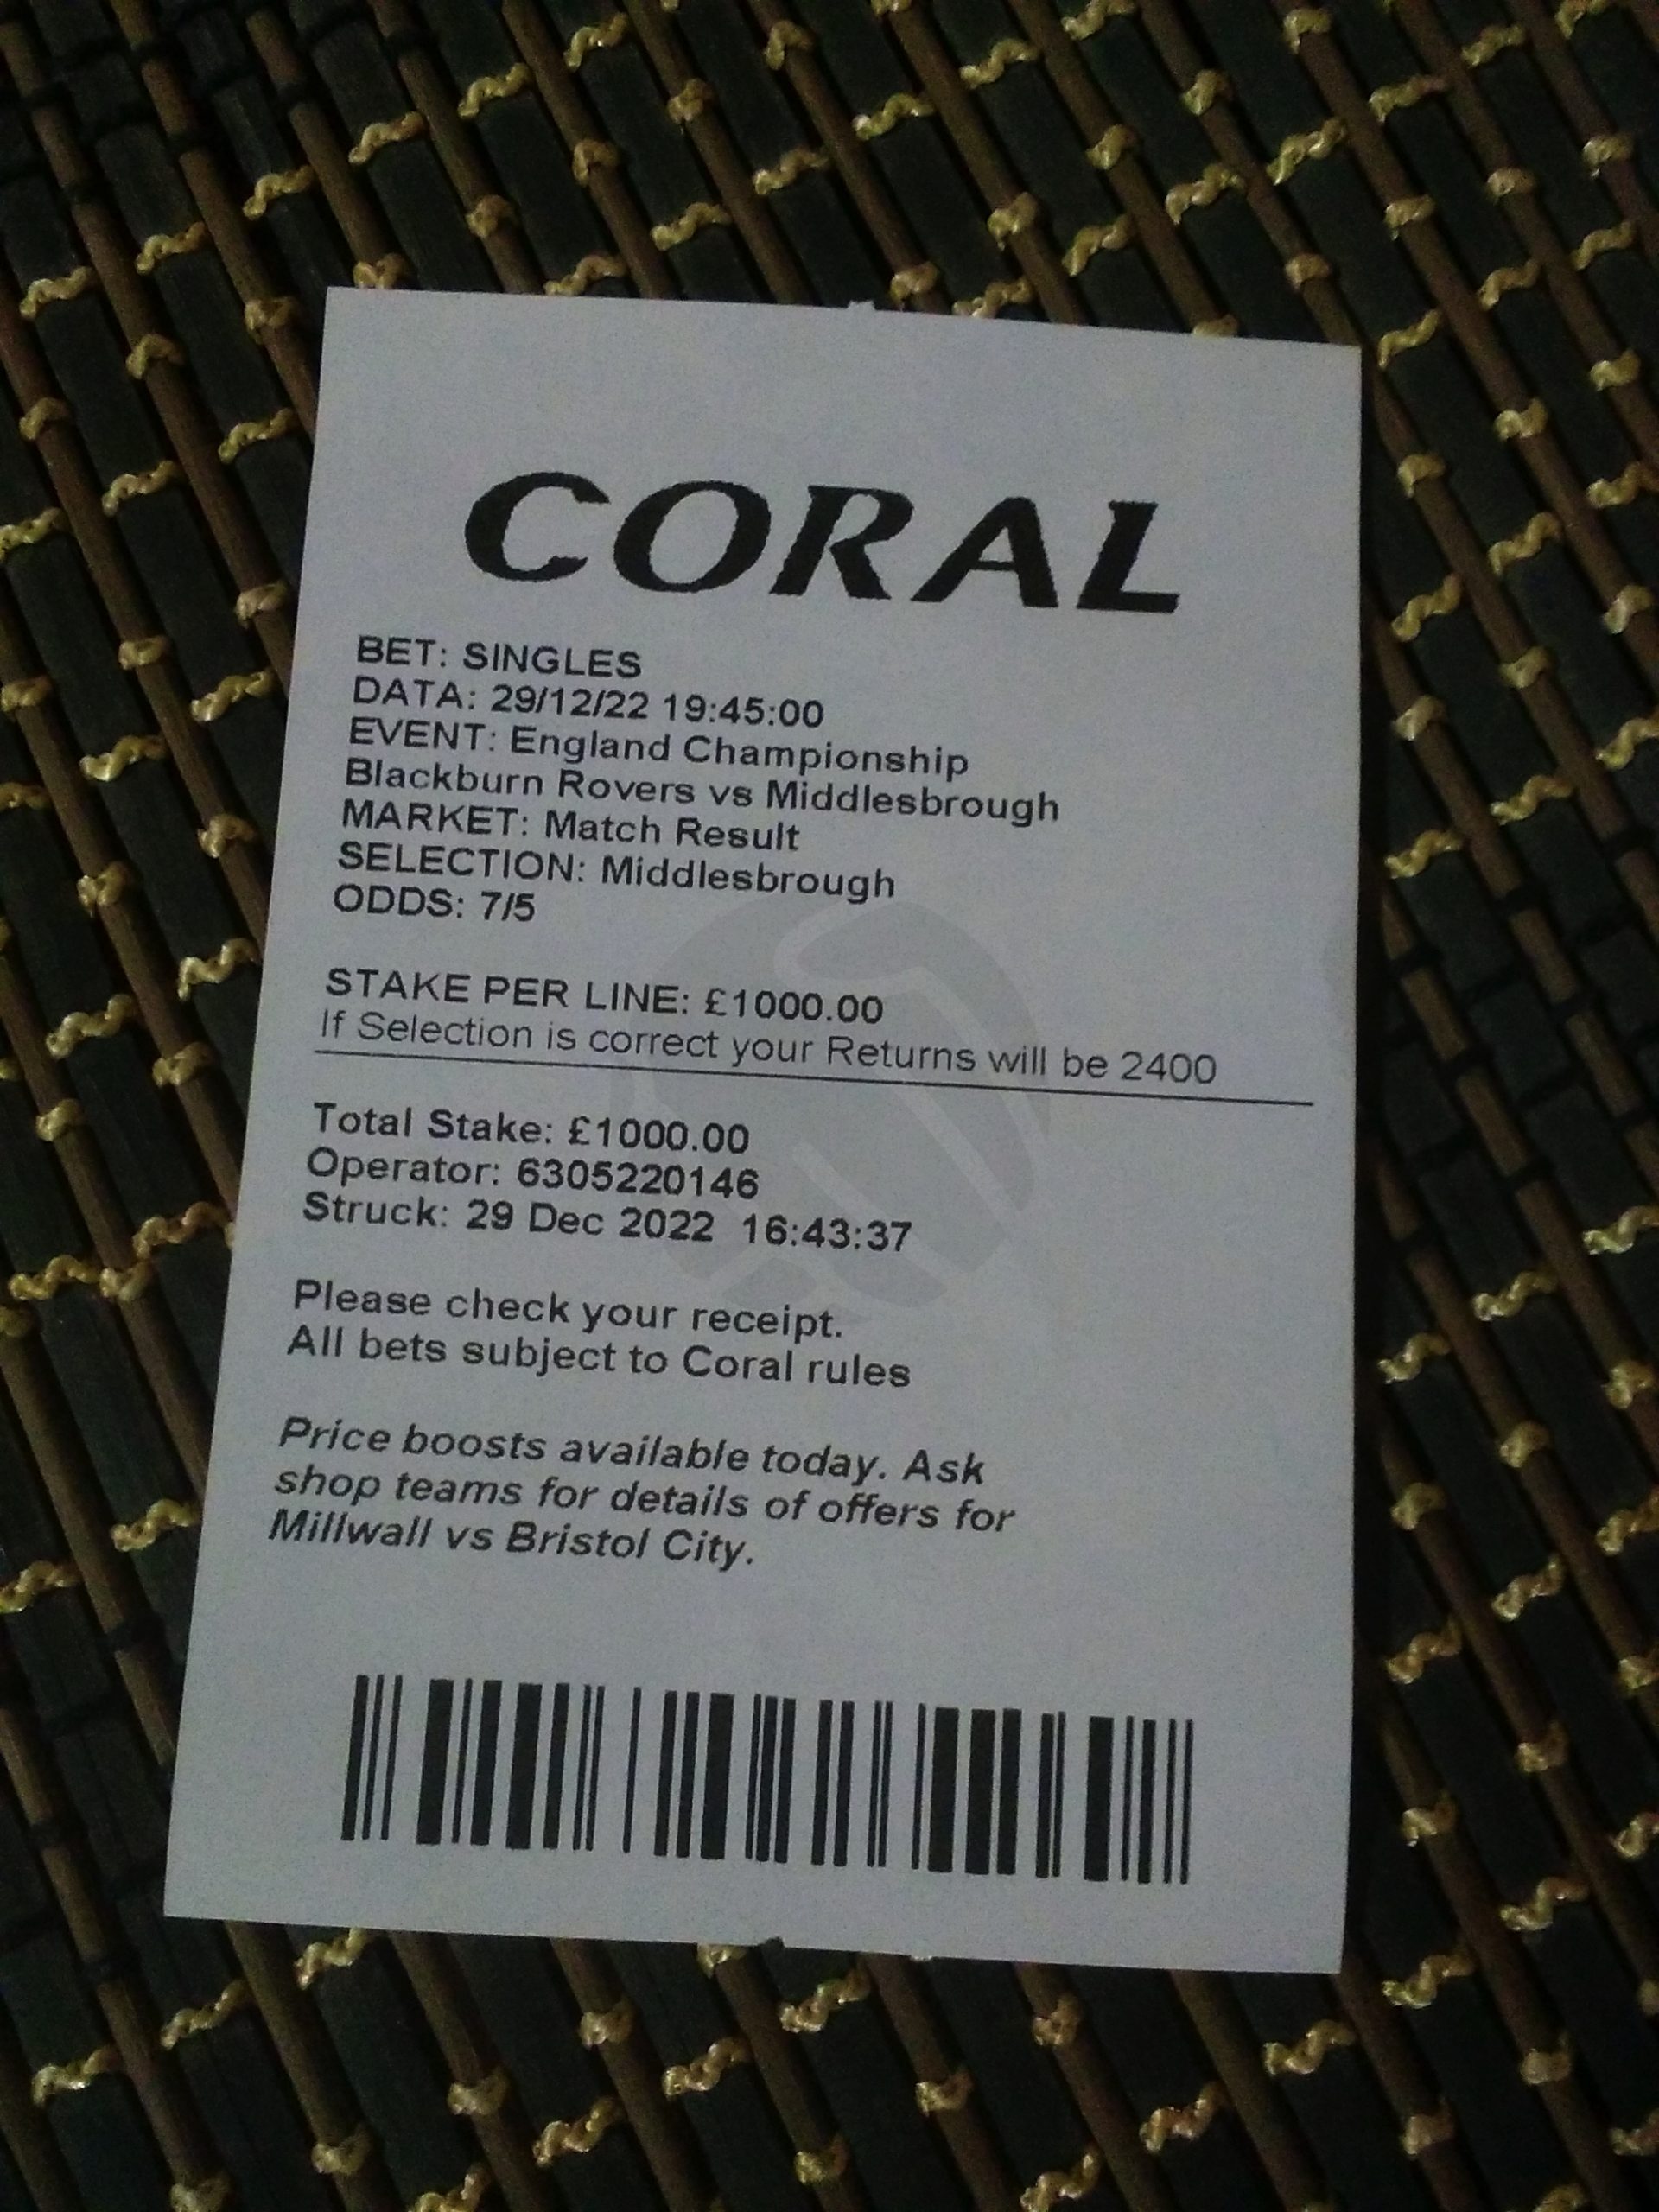 CORAL
BET: SINGLES
DATA: 29/12/22 19:45:00
EVENT: England Championship
Blackburn Rovers vs Middlesbrough
MARKET: Match Result
SELECTION: Middlesbrough
ODDS: 7/5
STAKE PER LINE: £1000.00
If Selection is correct your Returns will be 2400
Total Stake: £1000.00
Operator: 6305220146
Struck: 29 Dec 2022 16:43:37
Please check your receipt.
All bets subject to Coral rules
Price boosts available today. Ask
shop teams for details of offers for
Millwall vs Bristol City.